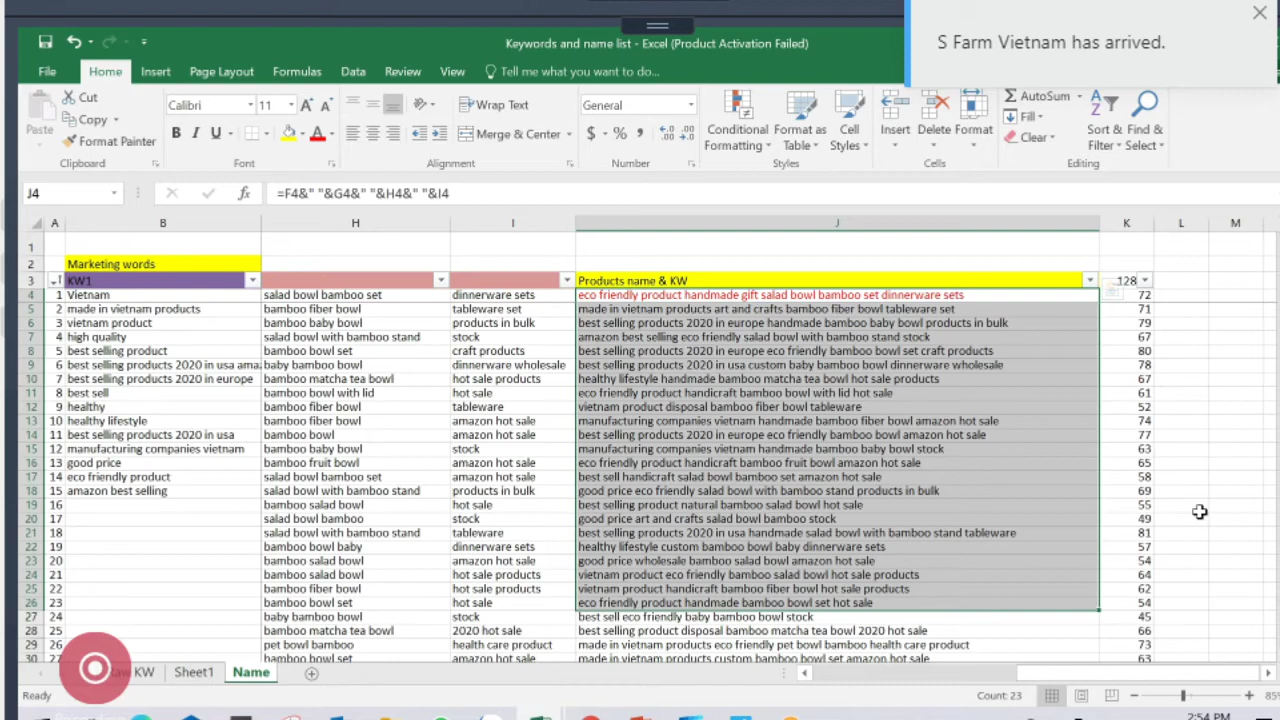 S Farm Vietnam has arrived.
Keywords and name list - Excel (Product Activation Failed)
File Home Insert Page Layout Formulas Data Review View Tell me what you want to do...
Paste Cut Copy Format Painter
Calibri 11 Wrap Text Merge & Center General
Conditional Formatting Format as Table Cell Styles Insert Delete Format
AutoSum Fill Clear Sort & Filter Find & Select
Clipboard Font Alignment Number Styles Cells Editing
J4 fx =F4&" "&G4&" "&H4&" "&I4
A B H I J K L M
1
2 Marketing words
3 KW1 Products name & KW 128
4 1 Vietnam salad bowl bamboo set dinnerware sets eco friendly product handmade gift salad bowl bamboo set dinnerware sets 72
5 2 made in vietnam products bamboo fiber bowl tableware set made in vietnam products art and crafts bamboo fiber bowl tableware set 71
6 3 vietnam product bamboo baby bowl products in bulk best selling products 2020 in europe handmade bamboo baby bowl products in bulk 79
7 4 high quality salad bowl with bamboo stand stock amazon best selling eco friendly salad bowl with bamboo stand stock 67
8 5 best selling product bamboo bowl set craft products best selling products 2020 in europe eco friendly bamboo bowl set craft products 80
9 6 best selling products 2020 in usa ama baby bamboo bowl dinnerware wholesale best selling products 2020 in usa custom baby bamboo bowl dinnerware wholesale 78
10 7 best selling products 2020 in europe bamboo matcha tea bowl hot sale products healthy lifestyle handmade bamboo matcha tea bowl hot sale products 67
11 8 best sell bamboo bowl with lid hot sale eco friendly product handicraft bamboo bowl with lid hot sale 61
12 9 healthy bamboo fiber bowl tableware vietnam product disposal bamboo fiber bowl tableware 52
13 10 healthy lifestyle bamboo fiber bowl amazon hot sale manufacturing companies vietnam handmade bamboo fiber bowl amazon hot sale 74
14 11 best selling products 2020 in usa bamboo bowl amazon hot sale best selling products 2020 in europe eco friendly bamboo bowl amazon hot sale 77
15 12 manufacturing companies vietnam bamboo baby bowl stock manufacturing companies vietnam handmade bamboo baby bowl stock 63
16 13 good price bamboo fruit bowl amazon hot sale eco friendly product handicraft bamboo fruit bowl amazon hot sale 65
17 14 eco friendly product salad bowl bamboo set amazon hot sale best sell handicraft salad bowl bamboo set amazon hot sale 58
18 15 amazon best selling salad bowl with bamboo stand products in bulk good price eco friendly salad bowl with bamboo stand products in bulk 69
19 16 bamboo salad bowl hot sale best selling product natural bamboo salad bowl hot sale 55
20 17 salad bowl bamboo stock good price art and crafts salad bowl bamboo stock 49
21 18 salad bowl with bamboo stand tableware best selling products 2020 in usa handmade salad bowl with bamboo stand tableware 81
22 19 bamboo bowl baby dinnerware sets healthy lifestyle custom bamboo bowl baby dinnerware sets 57
23 20 bamboo salad bowl amazon hot sale good price wholesale bamboo salad bowl amazon hot sale 54
24 21 bamboo salad bowl hot sale products vietnam product eco friendly bamboo salad bowl hot sale products 64
25 22 bamboo fiber bowl hot sale products vietnam product handicraft bamboo fiber bowl hot sale products 62
26 23 bamboo bowl set hot sale eco friendly product handmade bamboo bowl set hot sale 54
27 24 baby bamboo bowl stock best sell eco friendly baby bamboo bowl stock 45
28 25 bamboo matcha tea bowl 2020 hot sale best selling product disposal bamboo matcha tea bowl 2020 hot sale 66
29 26 pet bowl bamboo health care product made in vietnam products eco friendly pet bowl bamboo health care product 73
30 27 bamboo bowl set amazon hot sale made in vietnam products custom bamboo bowl set amazon hot sale 63
KW Sheet1 Name
Ready Count: 23 85%
2:54 PM